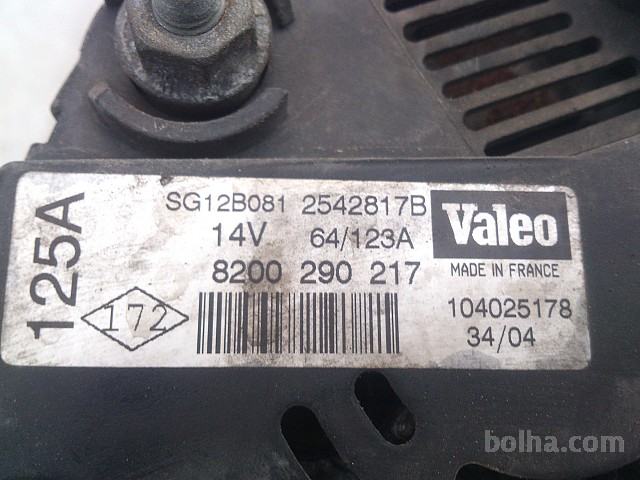 125A
SG12B081 2542817B
14V 64/123A
8200 290 217
172
Valeo
MADE IN FRANCE
104025178
34/04
bolha.com